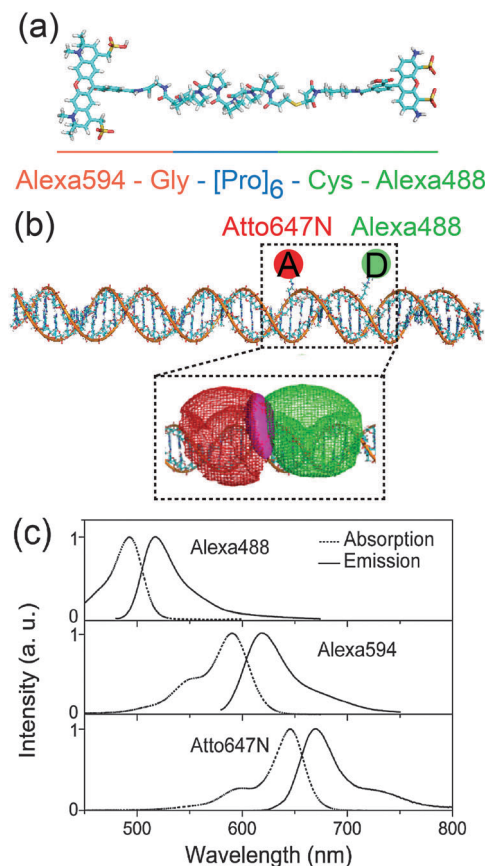 (a)
Alexa594 - Gly - [Pro]6 - Cys - Alexa488
(b)
Atto647N Alexa488
A D
(c)
1 Alexa488 Absorption
Emission
0
1 Alexa594
0
1 Atto647N
0
500 600 700 800
Intensity (a. u.)
Wavelength (nm)